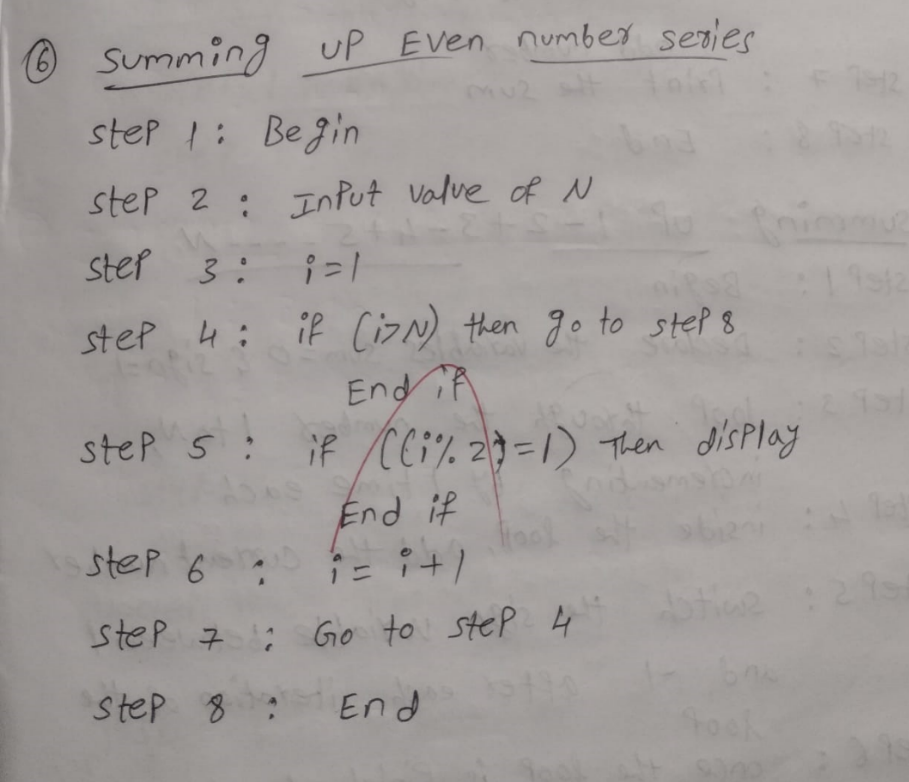 ⑥ Summing up Even number series
step 1 : Begin
step 2 : Input value of N
step 3 : i=1
step 4 : if (i>N) then go to step 8
End if
step 5 : if ((i%2)=1) Then display
End if
step 6 : i = i+1
step 7 : Go to step 4
step 8 : End